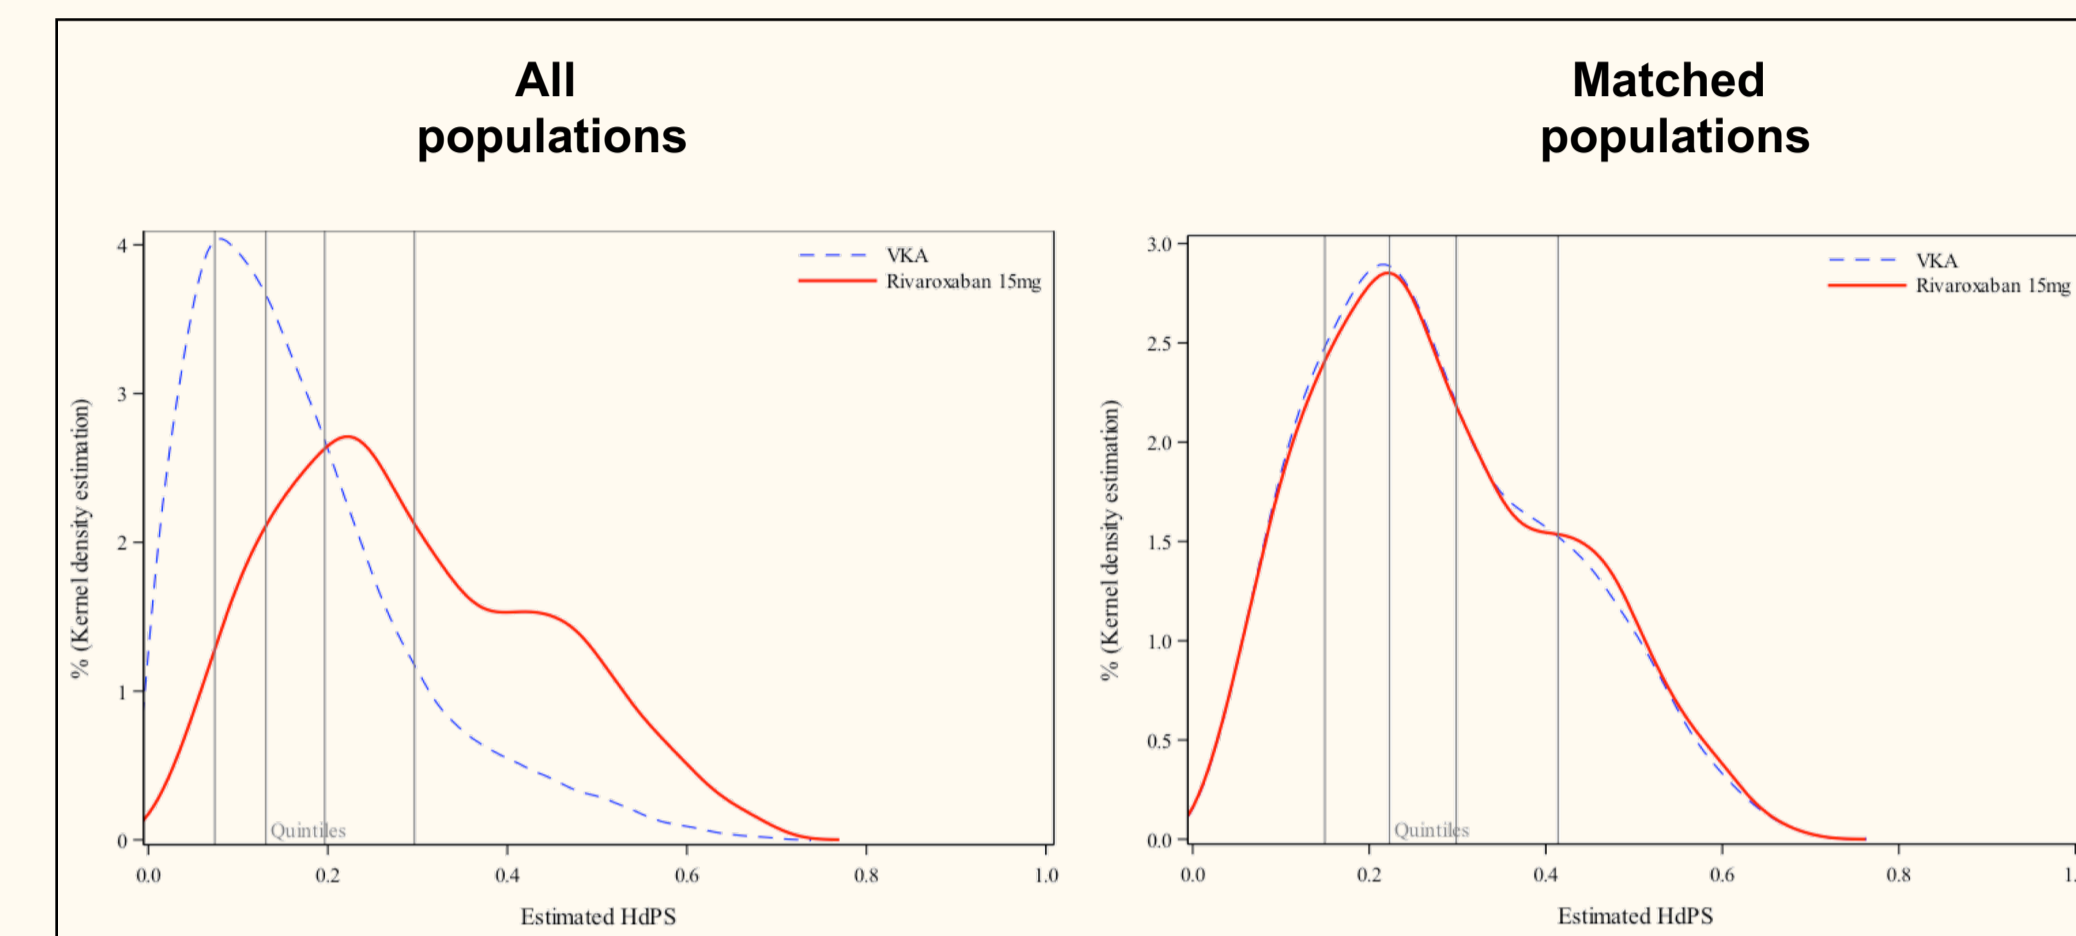 All
populations
Matched
populations
4
3
2
1
0
% (Kernel density estimation)
VKA
Rivaroxaban 15mg
Quintiles
0.0 0.2 0.4 0.6 0.8 1.0
Estimated HdPS
3.0
2.5
2.0
1.5
1.0
0.5
0.0
% (Kernel density estimation)
VKA
Rivaroxaban 15mg
Quintiles
0.0 0.2 0.4 0.6 0.8 1.
Estimated HdPS